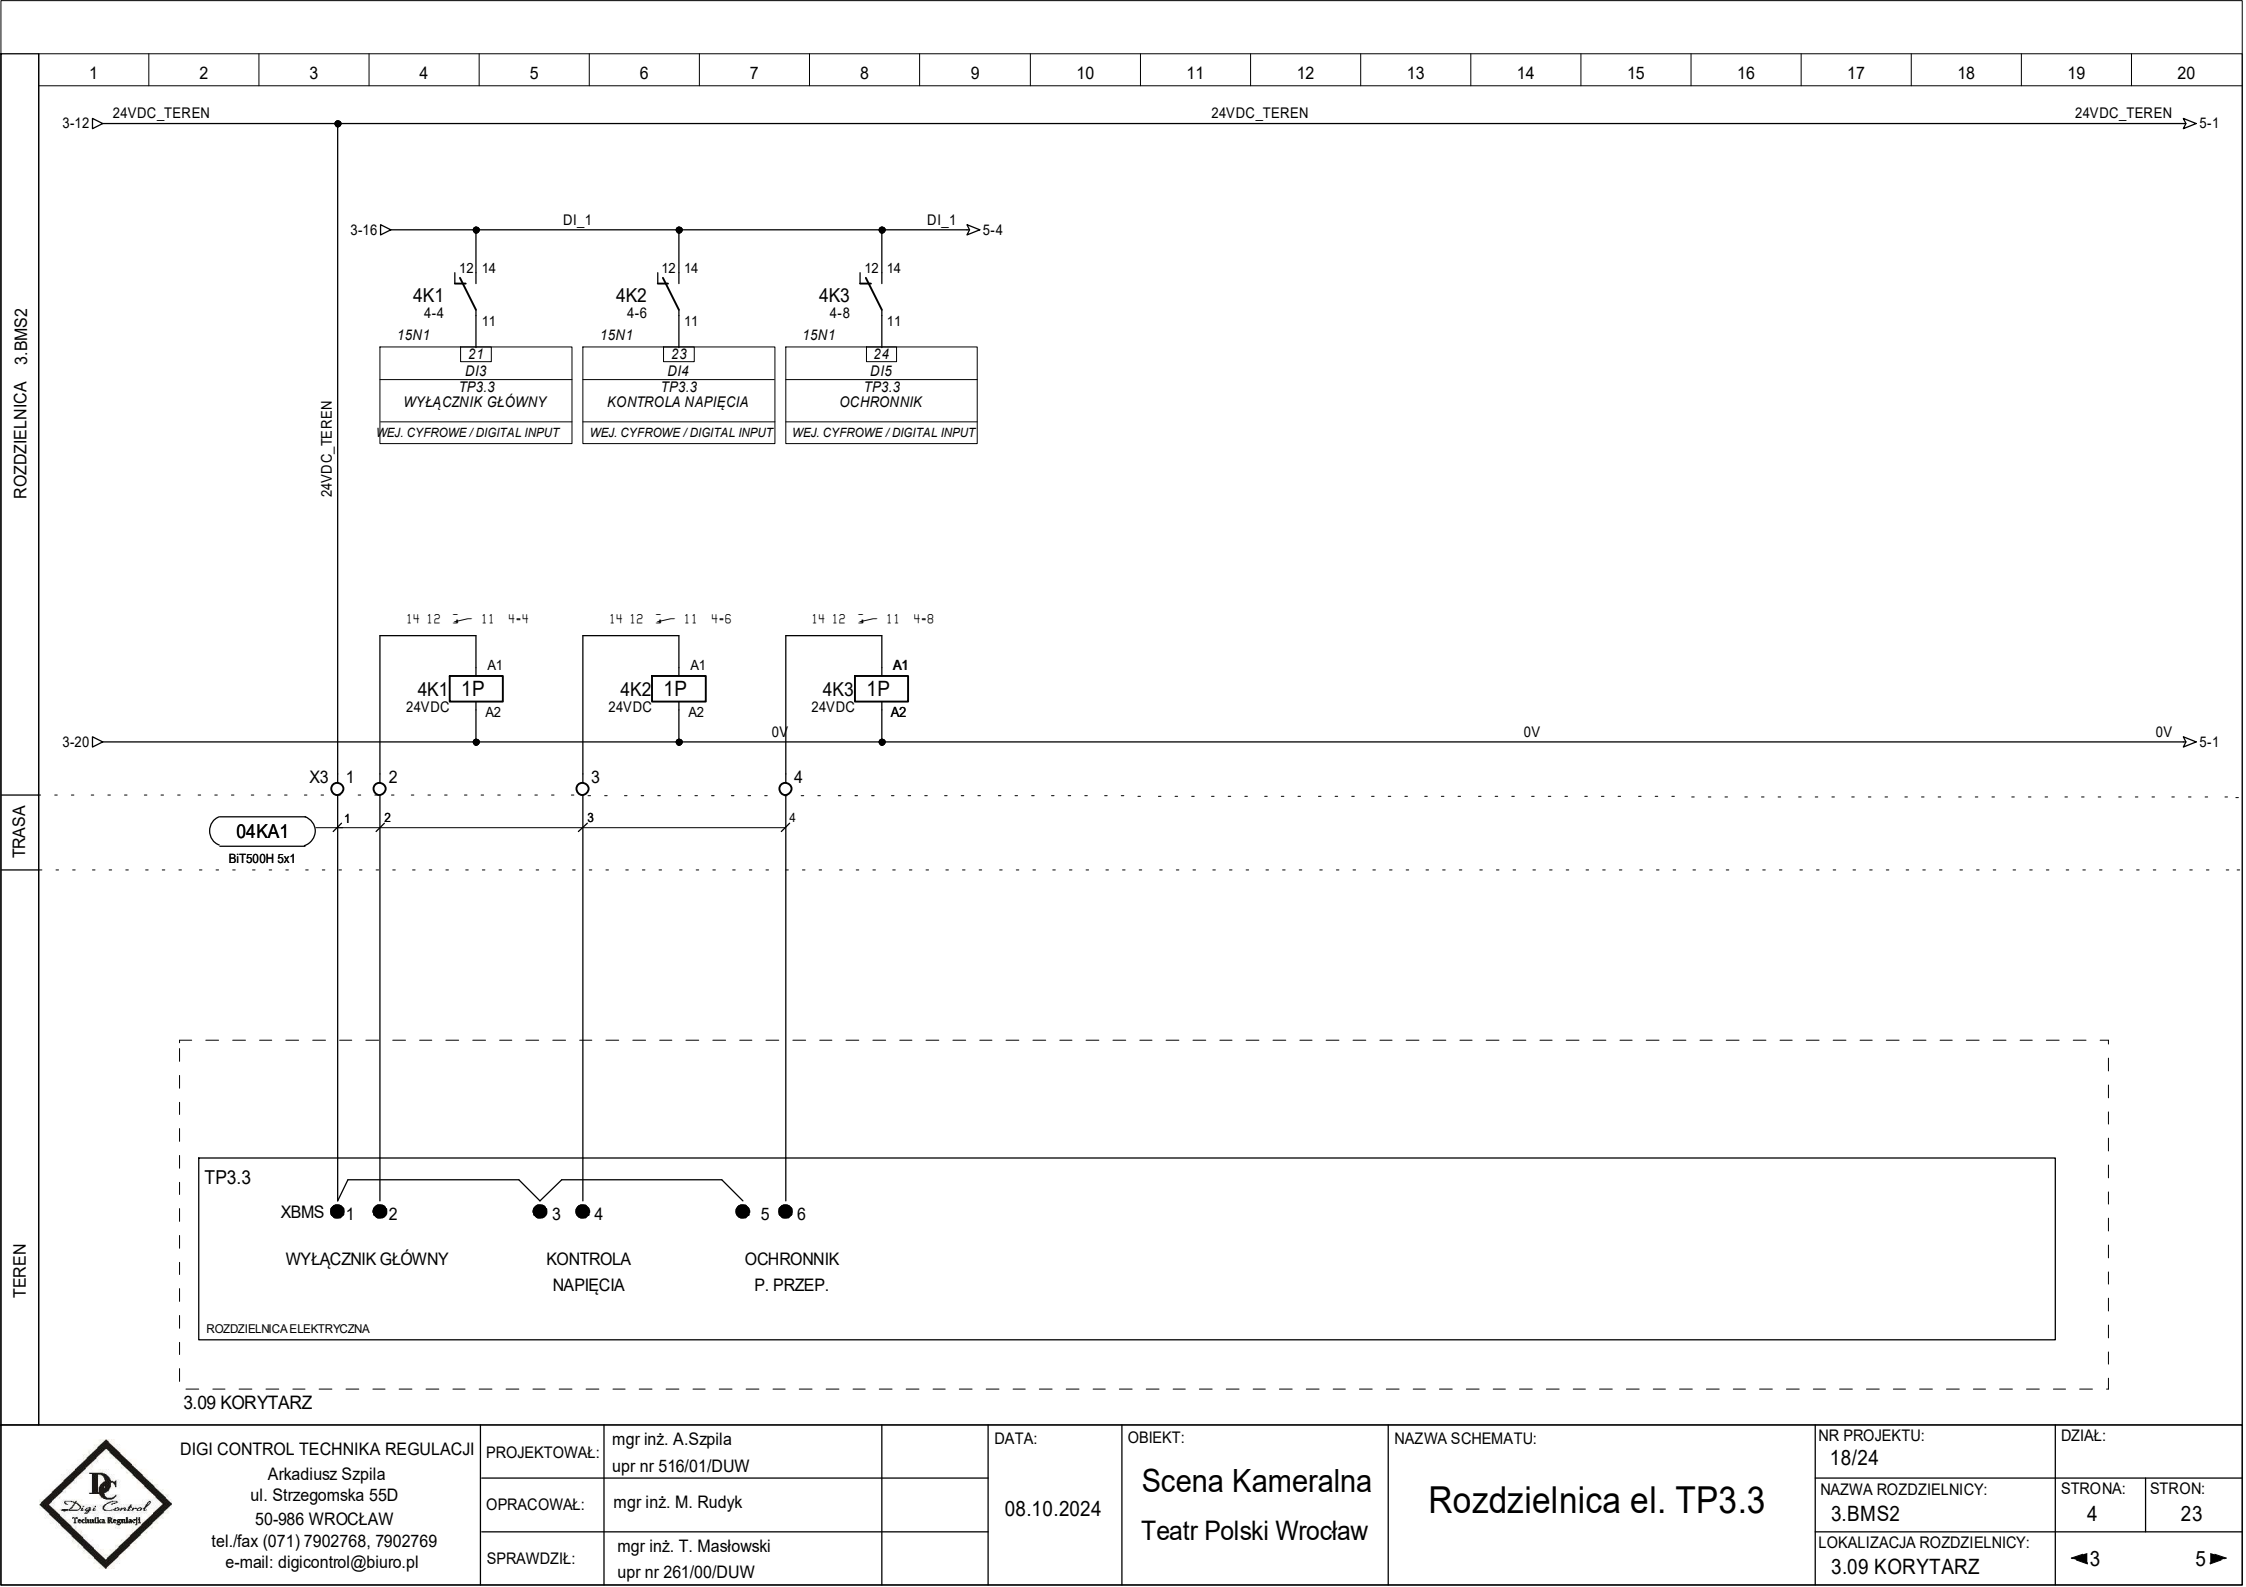 1 2 3 4 5 6 7 8 9 10 11 12 13 14 15 16 17 18 19 20
ROZDZIELNICA 3.BMS2
3-12 24VDC_TEREN 24VDC_TEREN 24VDC_TEREN 5-1
24VDC_TEREN
3-16 DI_1 DI_1 5-4
12 14 12 14 12 14
4K1 4K2 4K3
4-4 4-6 4-8
11 11 11
15N1 15N1 15N1
21 23 24
DI3 DI4 DI5
TP3.3 TP3.3 TP3.3
WYŁĄCZNIK GŁÓWNY KONTROLA NAPIĘCIA OCHRONNIK
WEJ. CYFROWE / DIGITAL INPUT WEJ. CYFROWE / DIGITAL INPUT WEJ. CYFROWE / DIGITAL INPUT
14 12 11 4-4 14 12 11 4-6 14 12 11 4-8
A1 A1 A1
4K1 1P 4K2 1P 4K3 1P
24VDC A2 24VDC A2 24VDC A2
3-20 0V 0V 0V 5-1
X3 1 2 3 4
TRASA
1 2 3 4
04KA1
BiT500H 5x1
TEREN
TP3.3
XBMS 1 2 3 4 5 6
WYŁĄCZNIK GŁÓWNY KONTROLA OCHRONNIK
NAPIĘCIA P. PRZEP.
ROZDZIELNICA ELEKTRYCZNA
3.09 KORYTARZ
DC
Digi Control
Technika Regulacji
DIGI CONTROL TECHNIKA REGULACJI
Arkadiusz Szpila
ul. Strzegomska 55D
50-986 WROCŁAW
tel./fax (071) 7902768, 7902769
e-mail: digicontrol@biuro.pl
PROJEKTOWAŁ: mgr inż. A.Szpila
upr nr 516/01/DUW
OPRACOWAŁ: mgr inż. M. Rudyk
SPRAWDZIŁ: mgr inż. T. Masłowski
upr nr 261/00/DUW
DATA:
08.10.2024
OBIEKT:
Scena Kameralna
Teatr Polski Wrocław
NAZWA SCHEMATU:
Rozdzielnica el. TP3.3
NR PROJEKTU:
18/24
DZIAŁ:
NAZWA ROZDZIELNICY:
3.BMS2
STRONA: STRON:
4 23
LOKALIZACJA ROZDZIELNICY:
3.09 KORYTARZ
3 5